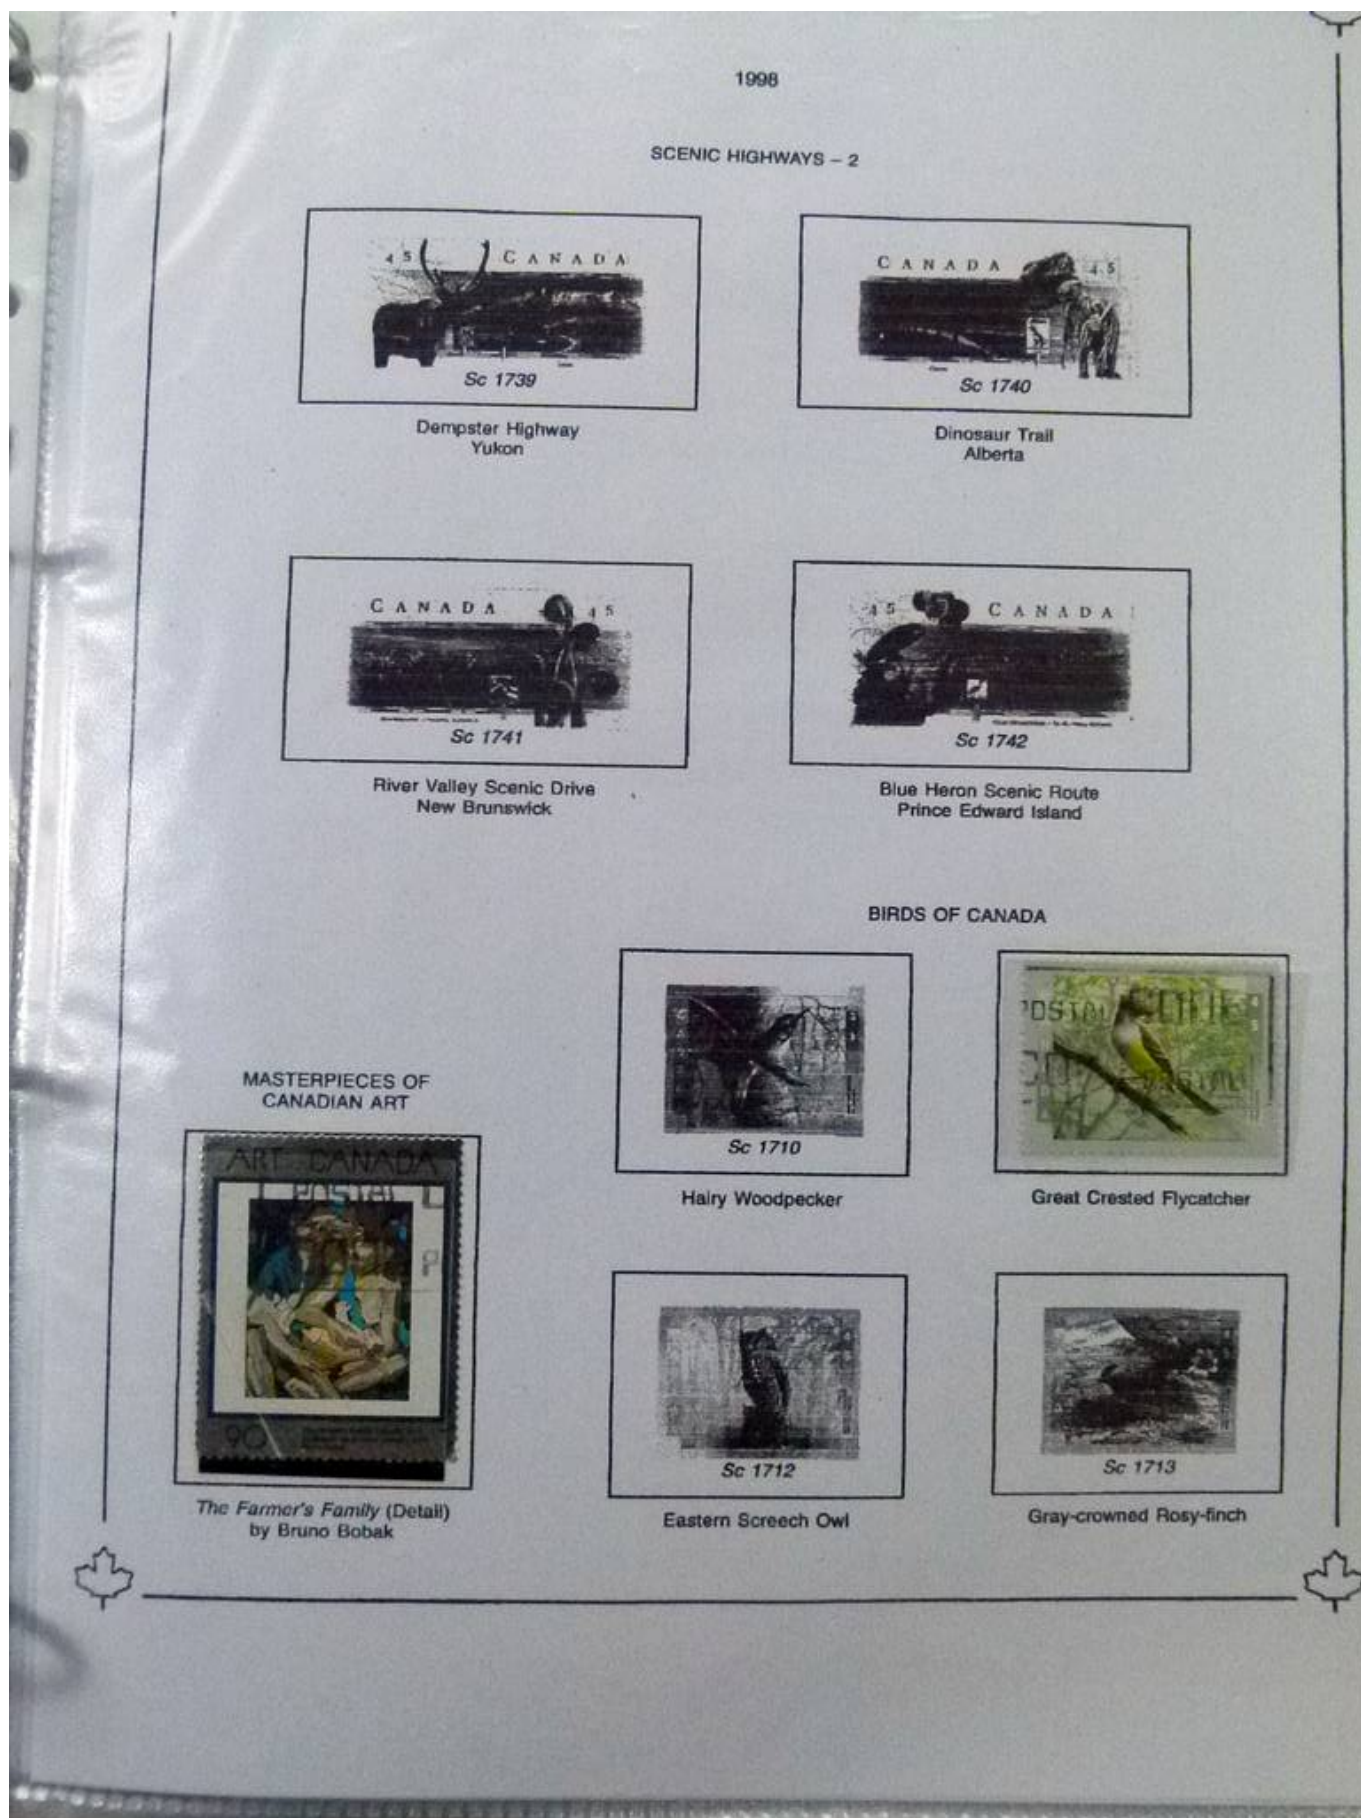 1998
SCENIC HIGHWAYS – 2
45 CANADA
Sc 1739
Dempster Highway
Yukon
CANADA 45
Sc 1740
Dinosaur Trail
Alberta
CANADA 45
Sc 1741
River Valley Scenic Drive
New Brunswick
45 CANADA
Sc 1742
Blue Heron Scenic Route
Prince Edward Island
BIRDS OF CANADA
Sc 1710
Hairy Woodpecker
POSTAL
Great Crested Flycatcher
MASTERPIECES OF
CANADIAN ART
ART CANADA
POSTAL
90
The Farmer's Family (Detail)
by Bruno Bobak
Sc 1712
Eastern Screech Owl
Sc 1713
Gray-crowned Rosy-finch